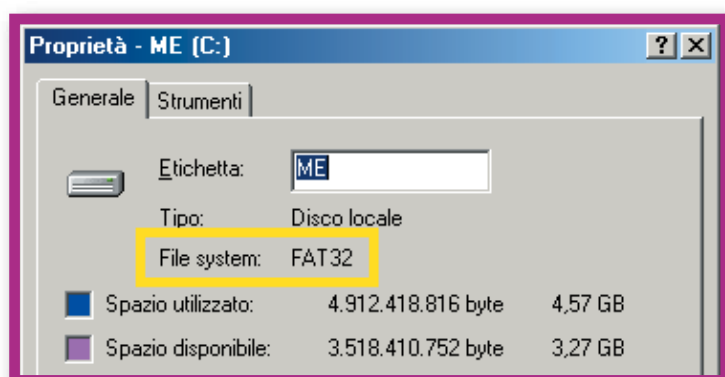 Proprietà - ME (C:)
Generale Strumenti
Etichetta: ME
Tipo: Disco locale
File system: FAT32
Spazio utilizzato: 4.912.418.816 byte 4,57 GB
Spazio disponibile: 3.518.410.752 byte 3,27 GB